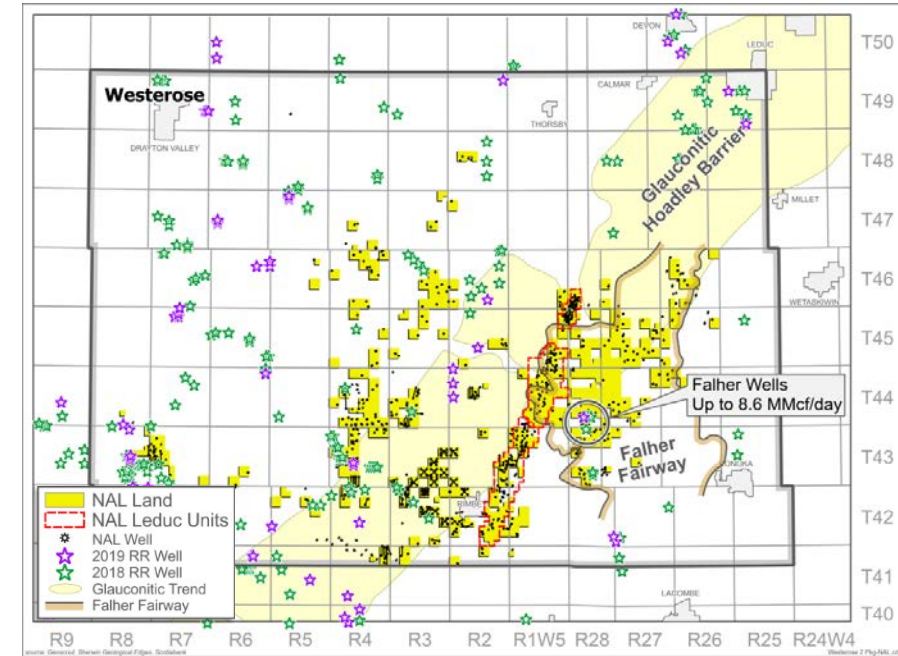 DEVON
T50
LEDUC
CALMAR
Westerose
T49
THORSBY
DRAYTON VALLEY
Glauconitic
Hoadley Barrier
T48
MILLET
T47
T46
WETASKIWIN
T45
Falher Wells
Up to 8.6 MMcf/day
T44
Falher
Fairway
T43
PONOKA
NAL Land
NAL Leduc Units
NAL Well
2019 RR Well
2018 RR Well
Glauconitic Trend
Falher Fairway
RIMBEY
T42
T41
LACOMBE
T40
R9 R8 R7 R6 R5 R4 R3 R2 R1W5 R28 R27 R26 R25 R24W4